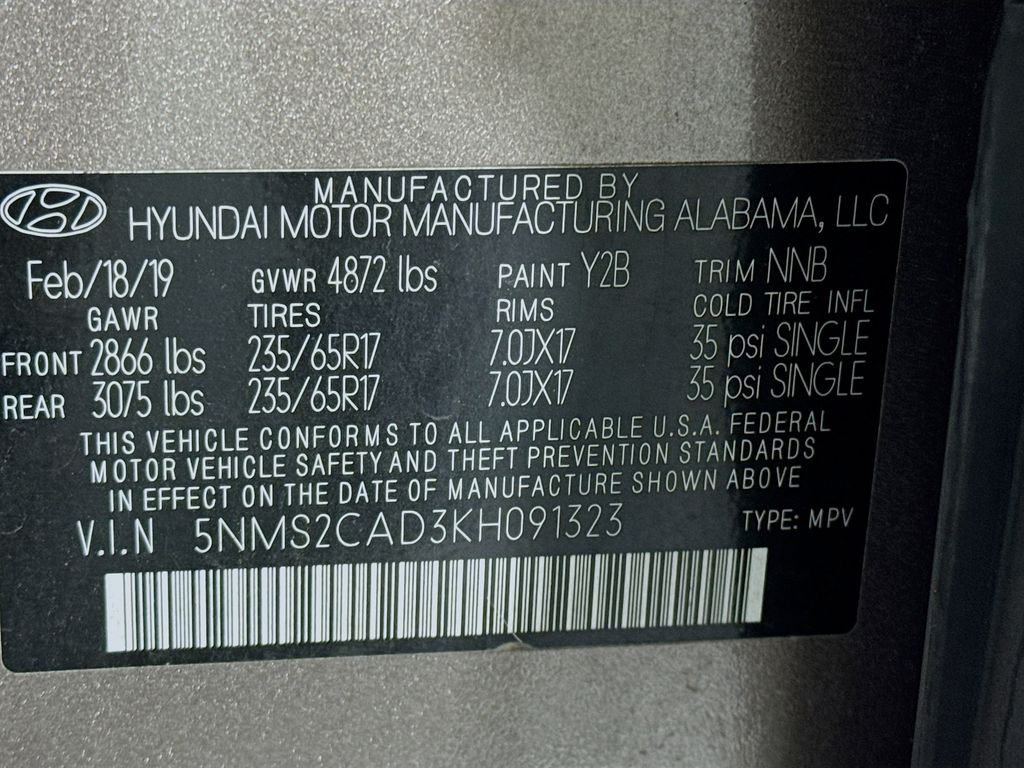 MANUFACTURED BY
HYUNDAI MOTOR MANUFACTURING ALABAMA, LLC
Feb/18/19 GVWR 4872 lbs PAINT Y2B TRIM NNB
GAWR TIRES RIMS COLD TIRE INFL
FRONT 2866 lbs 235/65R17 7.0JX17 35 psi SINGLE
REAR 3075 lbs 235/65R17 7.0JX17 35 psi SINGLE
THIS VEHICLE CONFORMS TO ALL APPLICABLE U.S.A. FEDERAL
MOTOR VEHICLE SAFETY AND THEFT PREVENTION STANDARDS
IN EFFECT ON THE DATE OF MANUFACTURE SHOWN ABOVE
V.I.N 5NMS2CAD3KH091323 TYPE: MPV